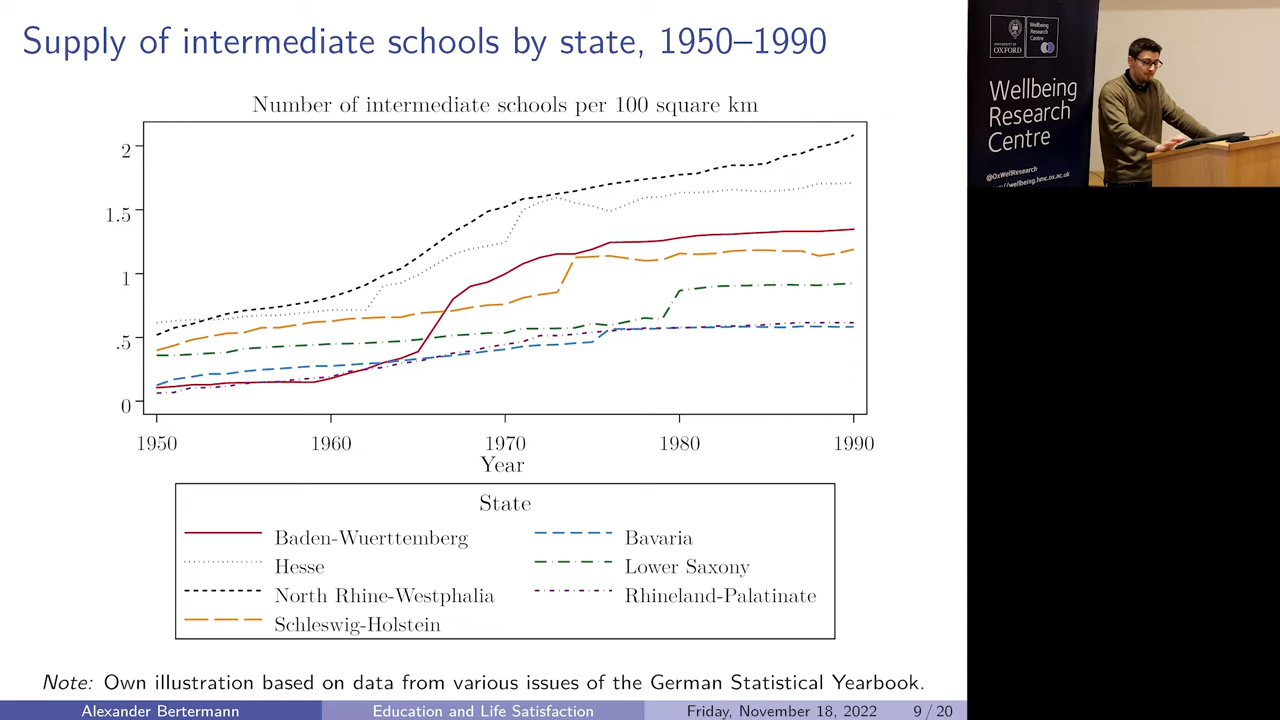 Supply of intermediate schools by state, 1950–1990
Number of intermediate schools per 100 square km
2
1.5
1
.5
0
1950 1960 1970 1980 1990
Year
State
Baden-Wuerttemberg Bavaria
Hesse Lower Saxony
North Rhine-Westphalia Rhineland-Palatinate
Schleswig-Holstein
Note: Own illustration based on data from various issues of the German Statistical Yearbook.
Alexander Bertermann Education and Life Satisfaction Friday, November 18, 2022 9 / 20
UNIVERSITY OF
OXFORD
Wellbeing
Research
Centre
Wellbeing
Research
Centre
@OxWellResearch
wellbeing.hmc.ox.ac.uk